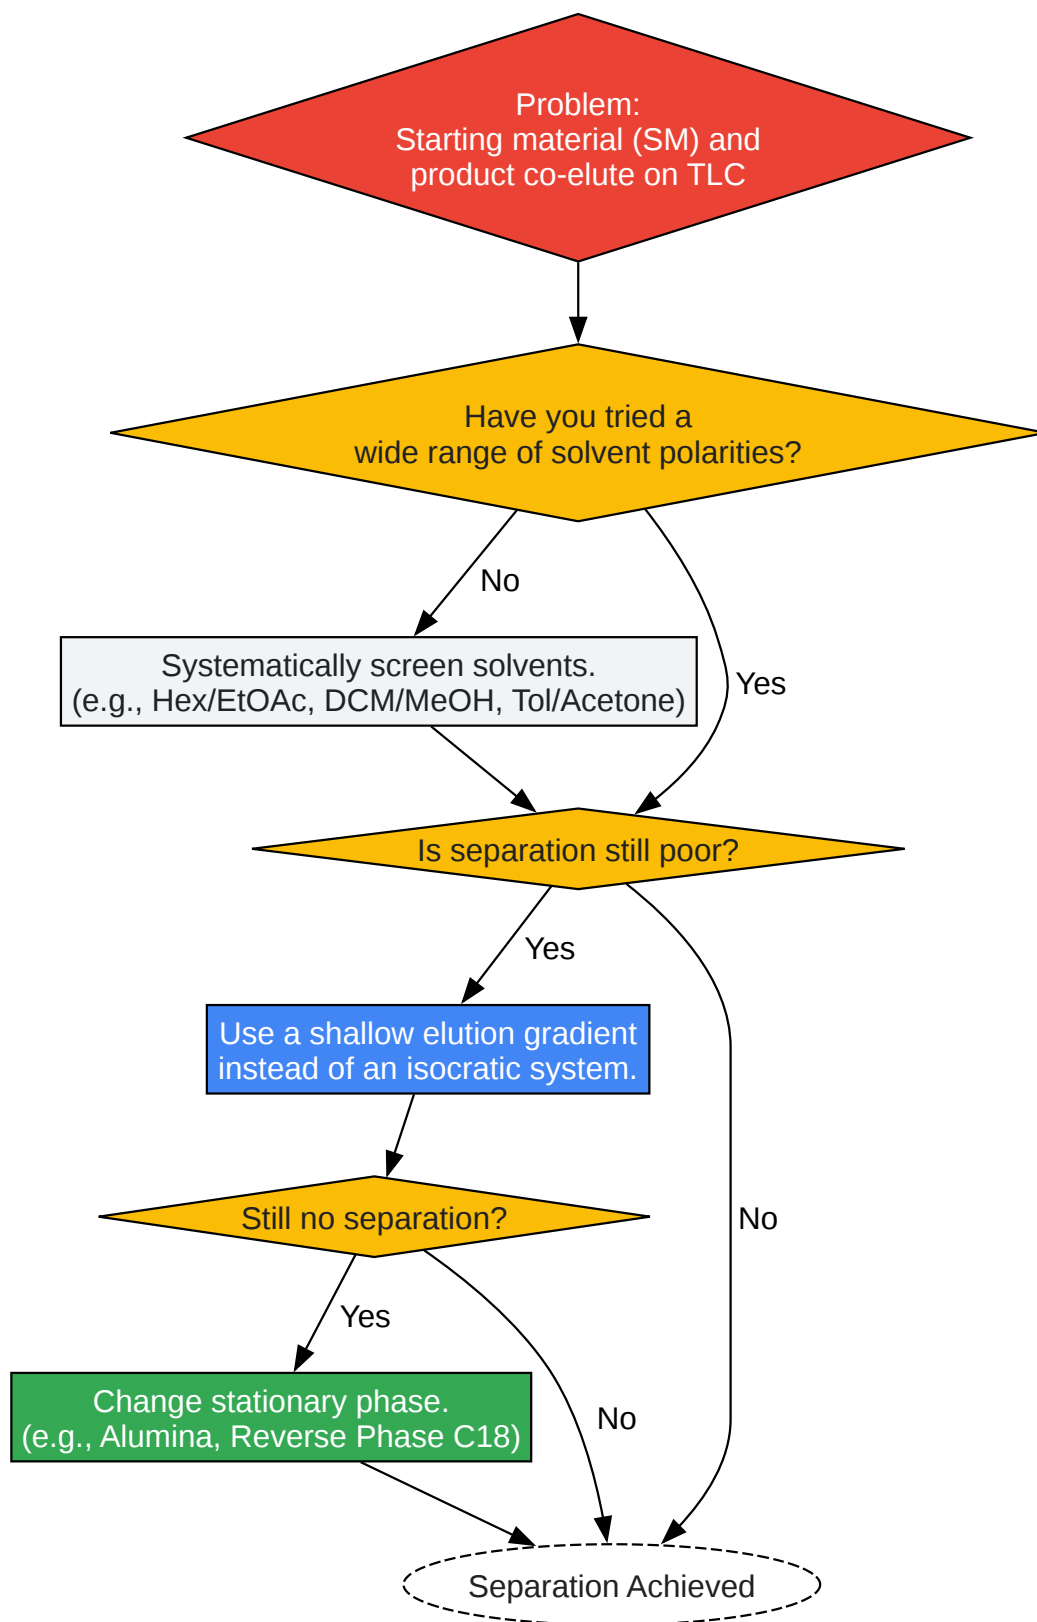 Problem:
Starting material (SM) and
product co-elute on TLC
Have you tried a
wide range of solvent polarities?
No
Systematically screen solvents.
(e.g., Hex/EtOAc, DCM/MeOH, Tol/Acetone)
Yes
Is separation still poor?
Yes
Use a shallow elution gradient
instead of an isocratic system.
Still no separation?
No
Yes
Change stationary phase.
(e.g., Alumina, Reverse Phase C18)
No
Separation Achieved